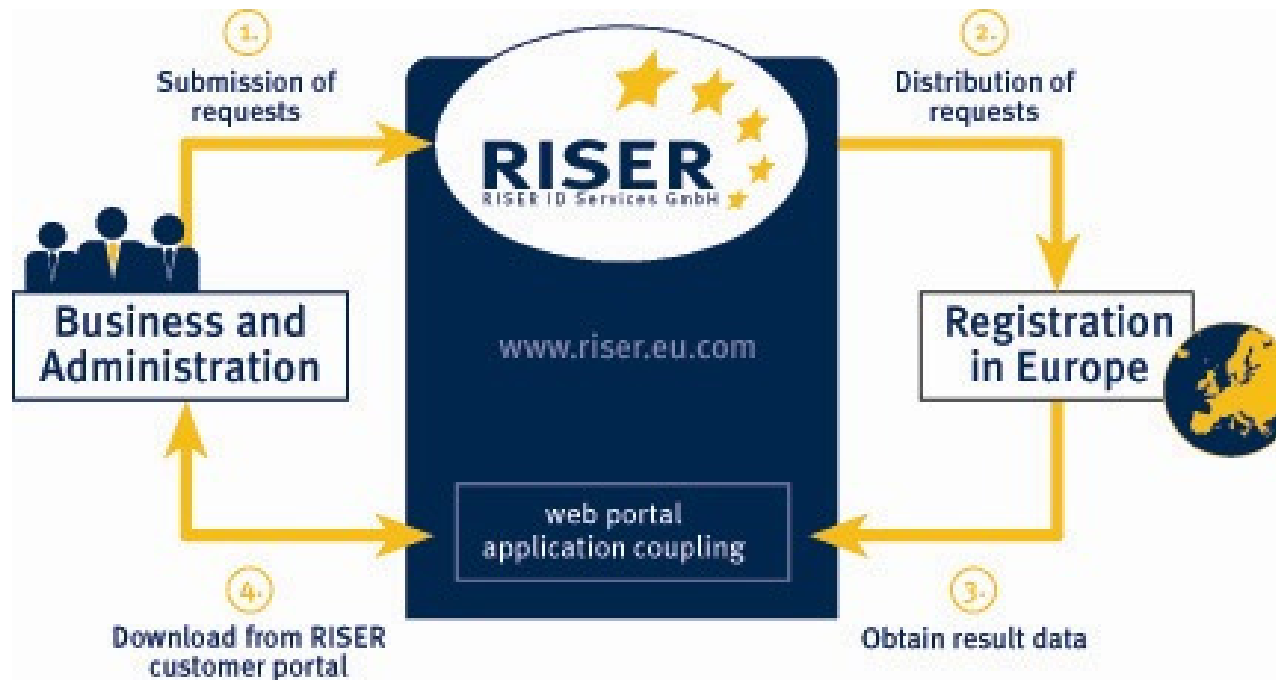 1.
Submission of
requests
2.
Distribution of
requests
RISER
RISER ID Services GmbH
Business and
Administration
www.riser.eu.com
Registration
in Europe
web portal
application coupling
4.
Download from RISER
customer portal
3.
Obtain result data